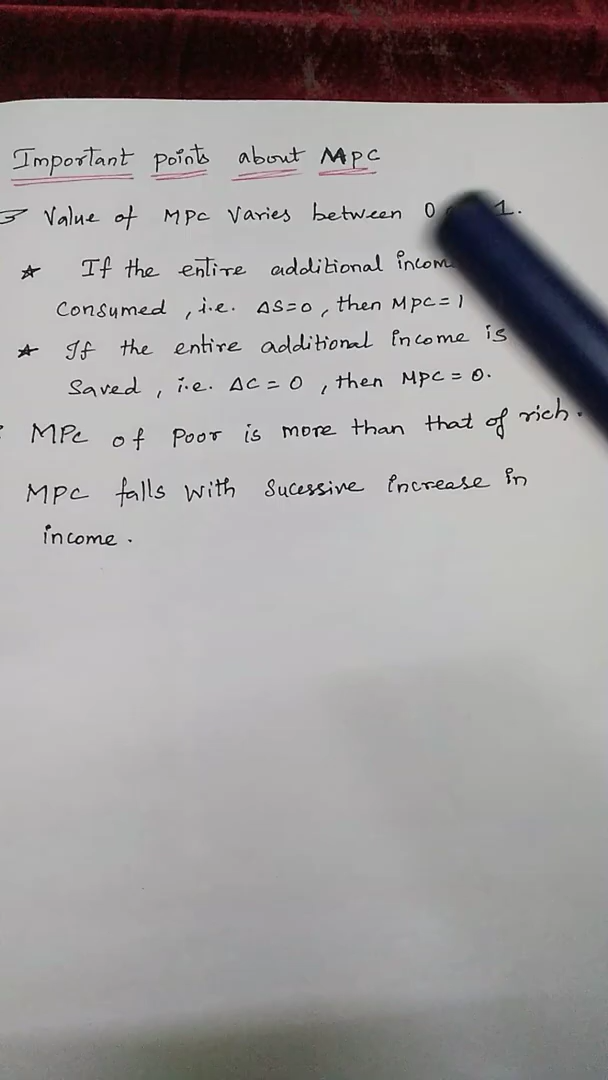 Important points about MPC
Value of MPC Varies between 0 1.
If the entire additional
Consumed, i.e. ΔS=0, then MPC=1
If the entire additional income is
Saved, i.e. ΔC=0, then MPC=0.
MPC of Poor is more than that of rich.
MPC falls with Sucessive increase in
income.